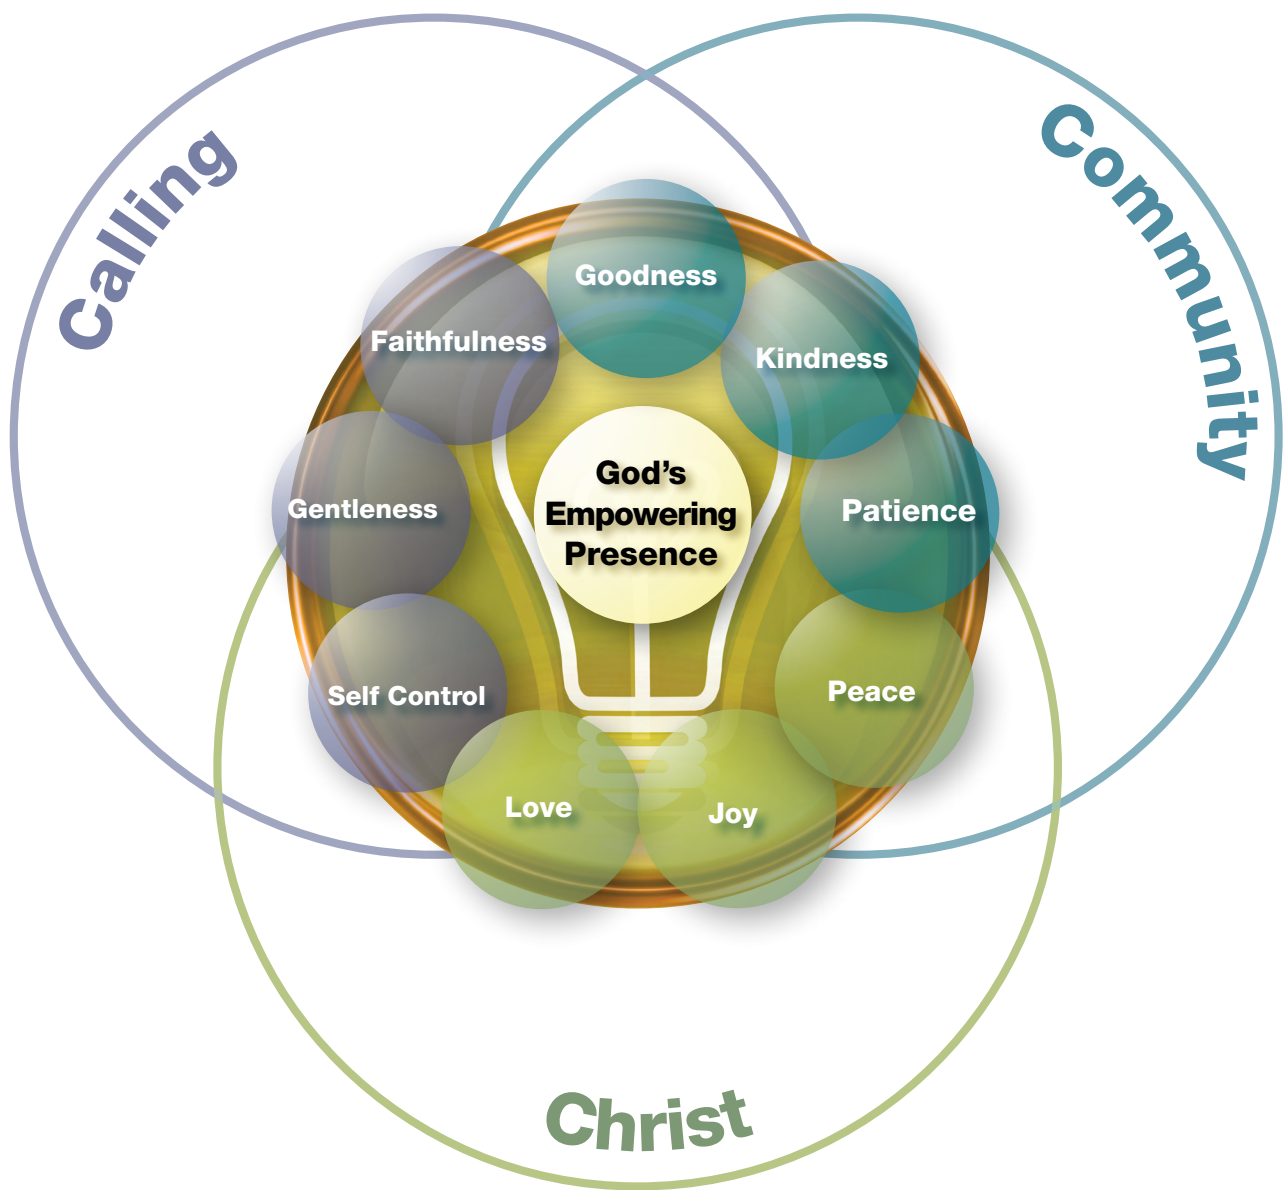 Calling
Community
Goodness
Faithfulness
Kindness
God's
Empowering
Presence
Gentleness
Patience
Self Control
Peace
Love
Joy
Christ